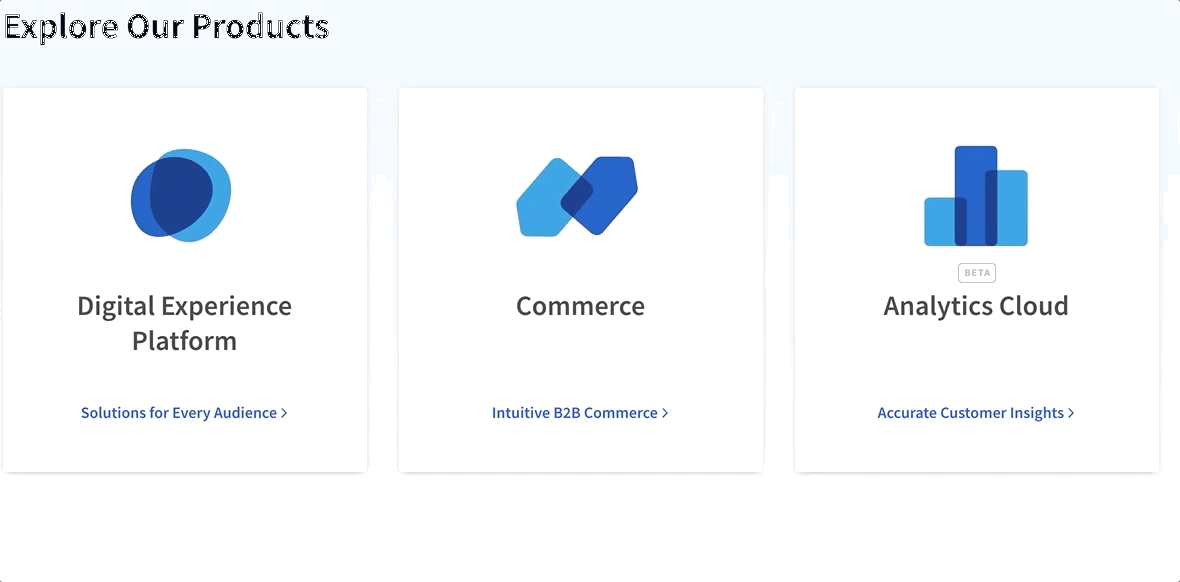 Explore Our Products
Digital Experience
Platform
Solutions for Every Audience >
Commerce
Intuitive B2B Commerce >
BETA
Analytics Cloud
Accurate Customer Insights >